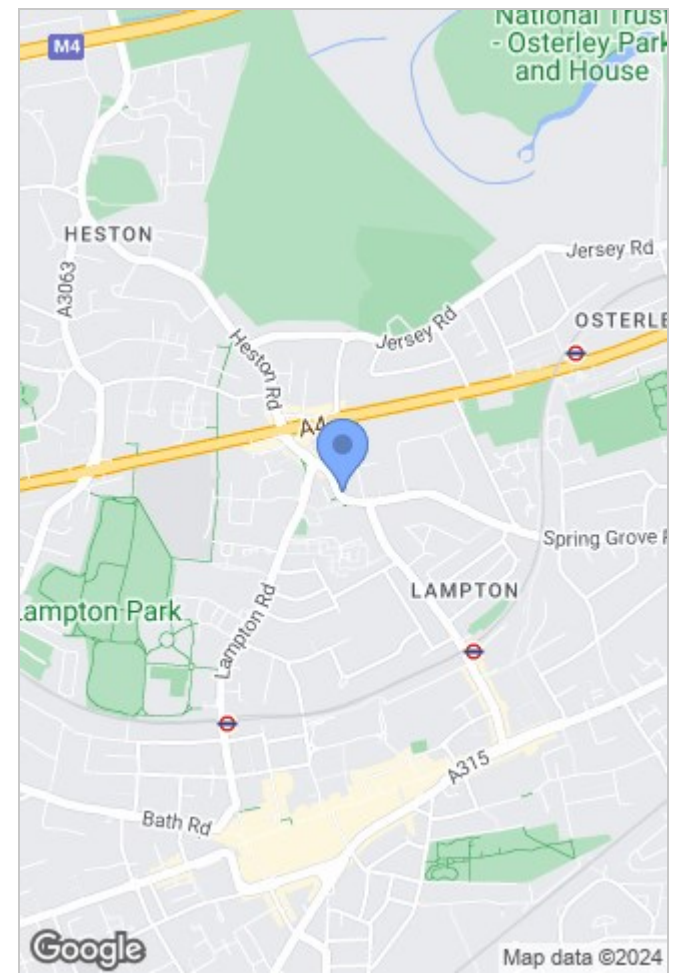 National Trust
- Osterley Park
and House
M4
HESTON
Jersey Rd
A3063
OSTERLE
Jersey Rd
Heston Rd
A4
Spring Grove R
LAMPTON
Lampton Park
Lampton Rd
A315
Bath Rd
Google
Map data ©2024